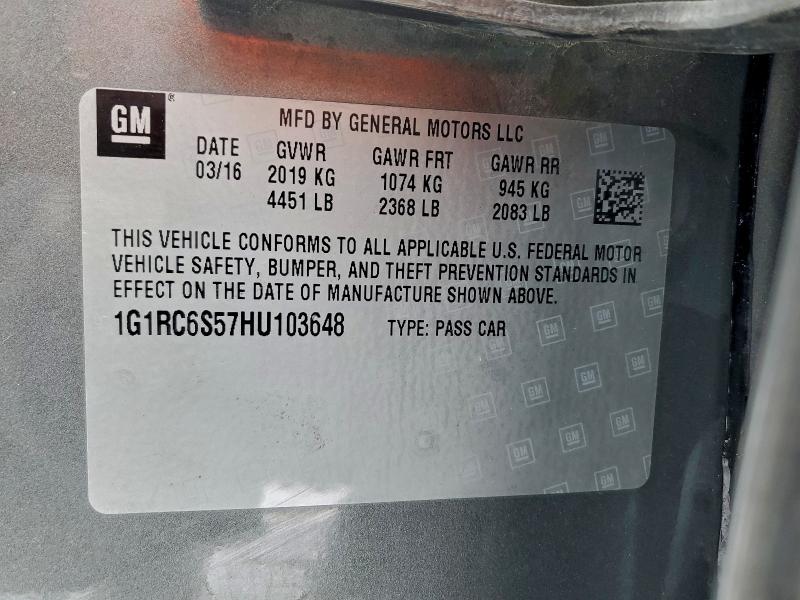 GM®
MFD BY GENERAL MOTORS LLC
DATE GVWR GAWR FRT GAWR RR
03/16 2019 KG 1074 KG 945 KG
4451 LB 2368 LB 2083 LB
THIS VEHICLE CONFORMS TO ALL APPLICABLE U.S. FEDERAL MOTOR
VEHICLE SAFETY, BUMPER, AND THEFT PREVENTION STANDARDS IN
EFFECT ON THE DATE OF MANUFACTURE SHOWN ABOVE.
1G1RC6S57HU103648 TYPE: PASS CAR